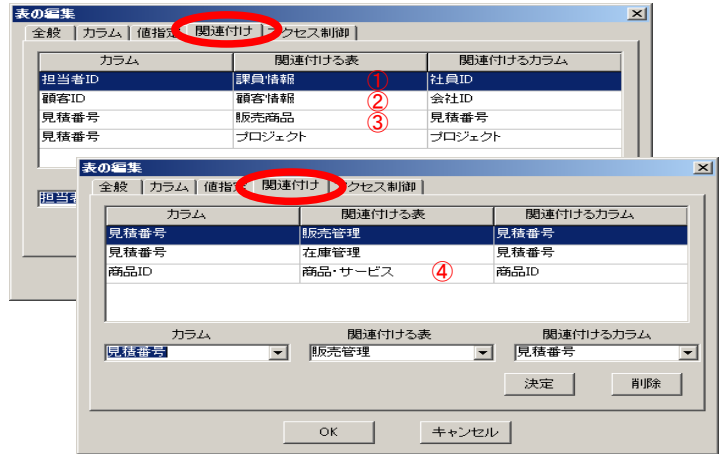 表の編集
全般 カラム 値指定 関連付け アクセス制御
カラム 関連付ける表 関連付けるカラム
担当者ID 課員情報 ① 社員ID
顧客ID 顧客情報 ② 会社ID
見積番号 販売商品 ③ 見積番号
見積番号 プロジェクト プロジェクト
担当
表の編集
全般 カラム 値指定 関連付け アクセス制御
カラム 関連付ける表 関連付けるカラム
見積番号 販売管理 見積番号
見積番号 在庫管理 見積番号
商品ID 商品・サービス ④ 商品ID
カラム 関連付ける表 関連付けるカラム
見積番号 販売管理 見積番号
決定 削除
OK キャンセル